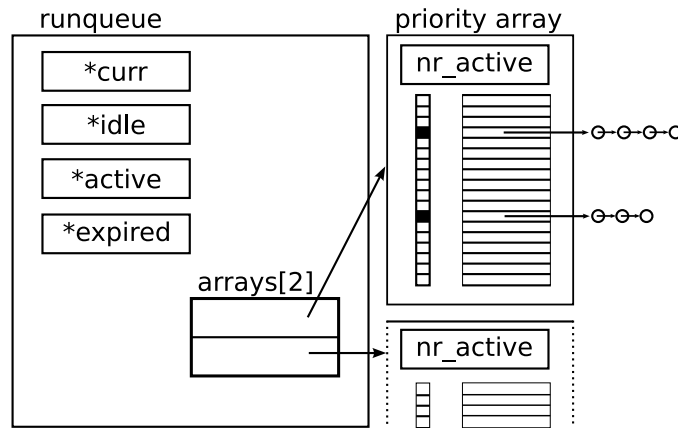 runqueue
*curr
*idle
*active
*expired
arrays[2]
priority array
nr_active
nr_active